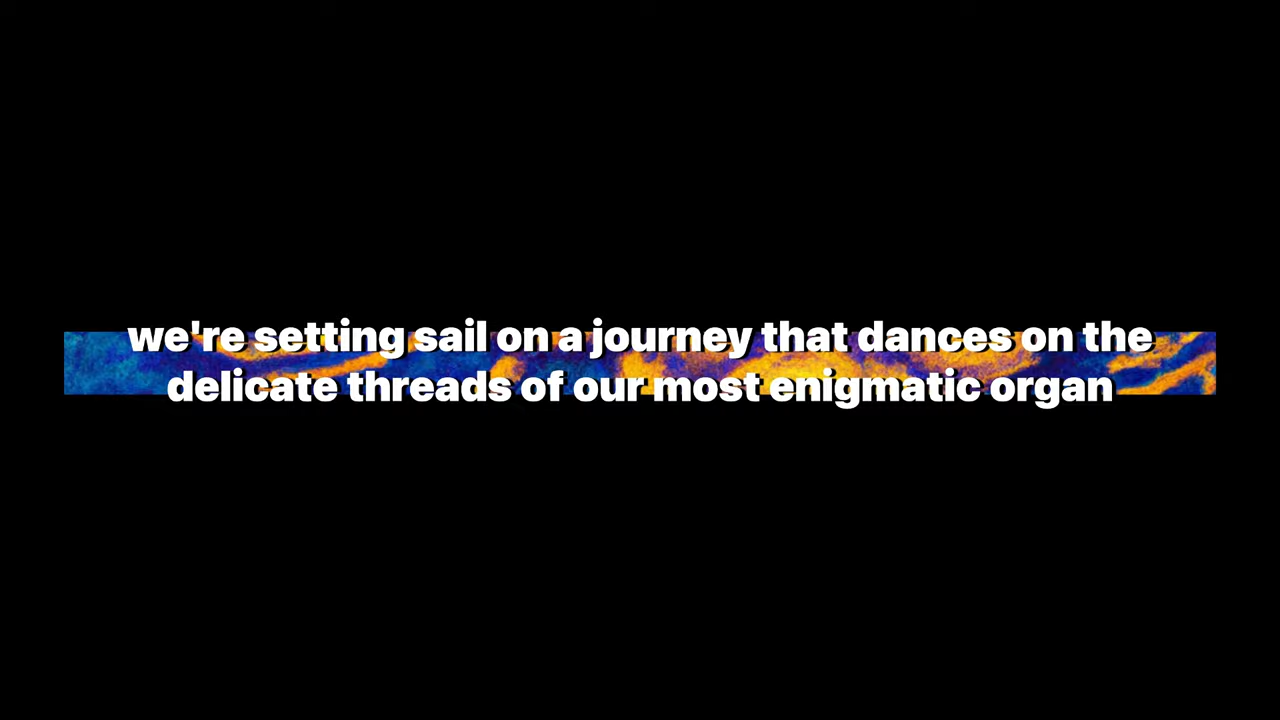 we're setting sail on a journey that dances on the
delicate threads of our most enigmatic organ